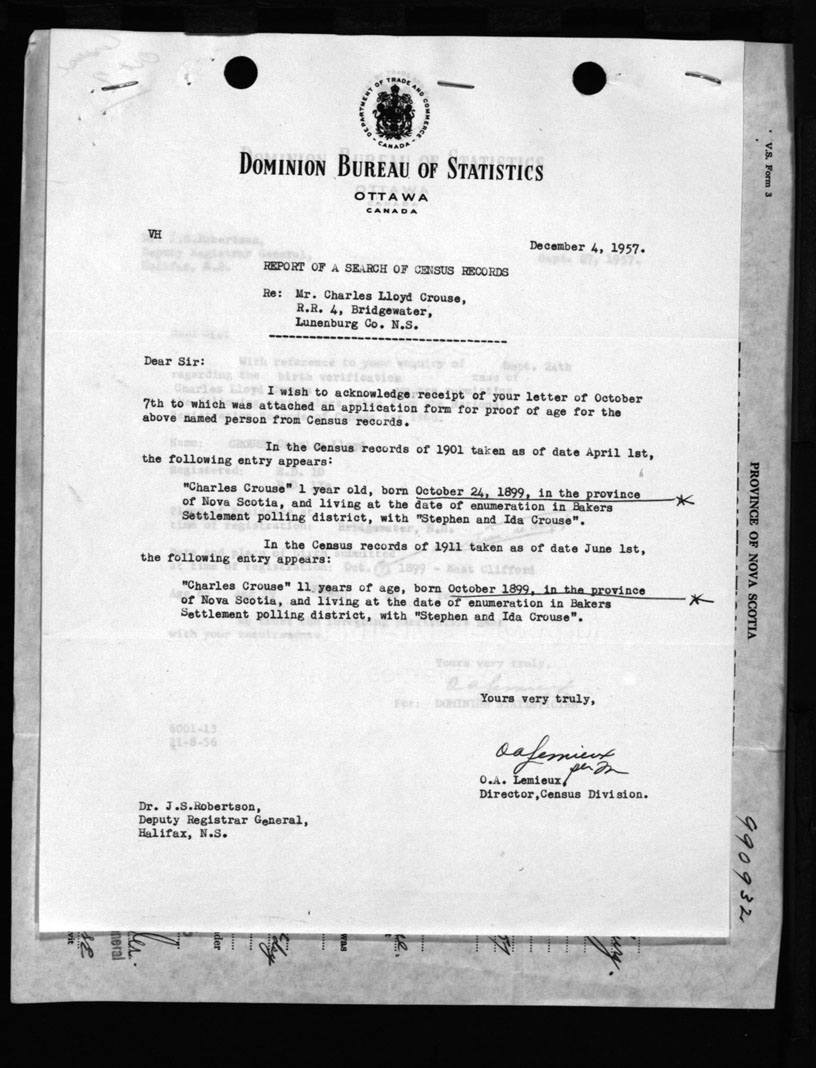 DEPARTMENT OF TRADE AND COMMERCE
CANADA
DOMINION BUREAU OF STATISTICS
OTTAWA
CANADA
VH
December 4, 1957.
REPORT OF A SEARCH OF CENSUS RECORDS
Re: Mr. Charles Lloyd Crouse,
R.R. 4, Bridgewater,
Lunenburg Co. N.S.
Dear Sir:
I wish to acknowledge receipt of your letter of October
7th to which was attached an application form for proof of age for the
above named person from Census records.
In the Census records of 1901 taken as of date April 1st,
the following entry appears:
"Charles Crouse" 1 year old, born October 24, 1899, in the province
of Nova Scotia, and living at the date of enumeration in Bakers
Settlement polling district, with "Stephen and Ida Crouse".
In the Census records of 1911 taken as of date June 1st,
the following entry appears:
"Charles Crouse" 11 years of age, born October 1899, in the province
of Nova Scotia, and living at the date of enumeration in Bakers
Settlement polling district, with "Stephen and Ida Crouse".
Yours very truly,
OALemieux
O.A. Lemieux,
Director,Census Division.
Dr. J.S.Robertson,
Deputy Registrar General,
Halifax, N.S.
6001-13
21-8-56
V.S. Form 3
PROVINCE OF NOVA SCOTIA
990932
was